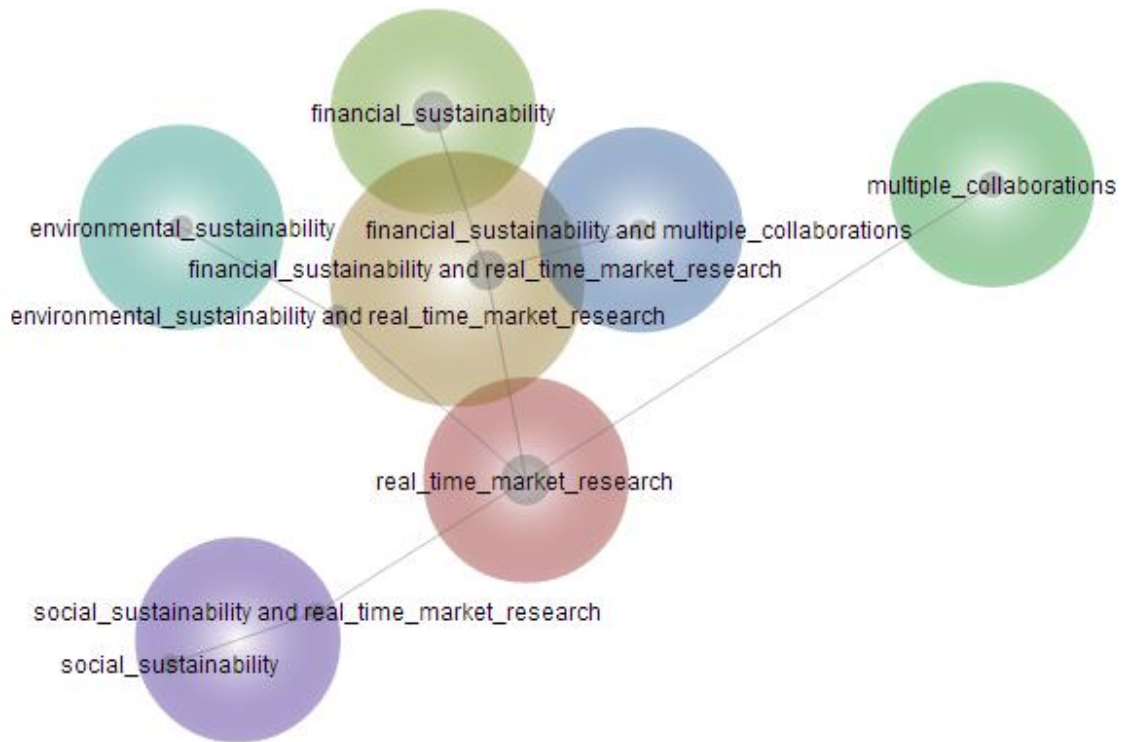 financial_sustainability
multiple_collaborations
environmental_sustainability
financial_sustainability and multiple_collaborations
financial_sustainability and real_time_market_research
environmental_sustainability and real_time_market_research
real_time_market_research
social_sustainability and real_time_market_research
social_sustainability